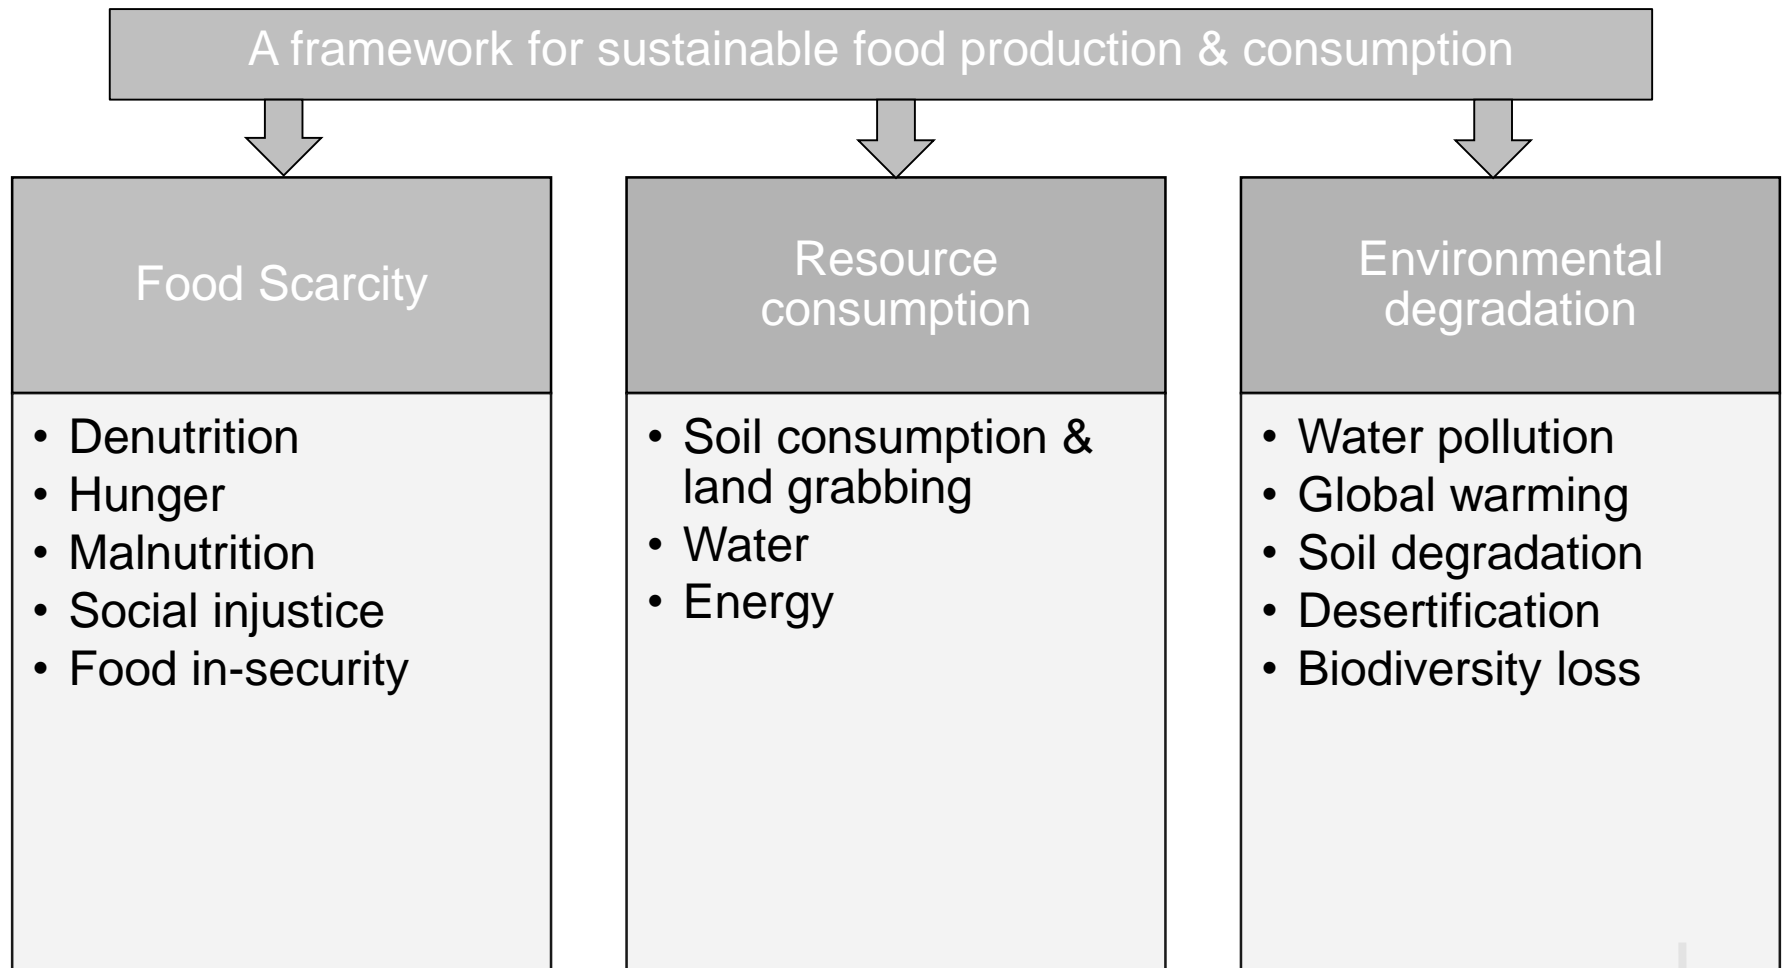 A framework for sustainable food production & consumption
Food Scarcity
• Denutrition
• Hunger
• Malnutrition
• Social injustice
• Food in-security
Resource
consumption
• Soil consumption &
land grabbing
• Water
• Energy
Environmental
degradation
• Water pollution
• Global warming
• Soil degradation
• Desertification
• Biodiversity loss